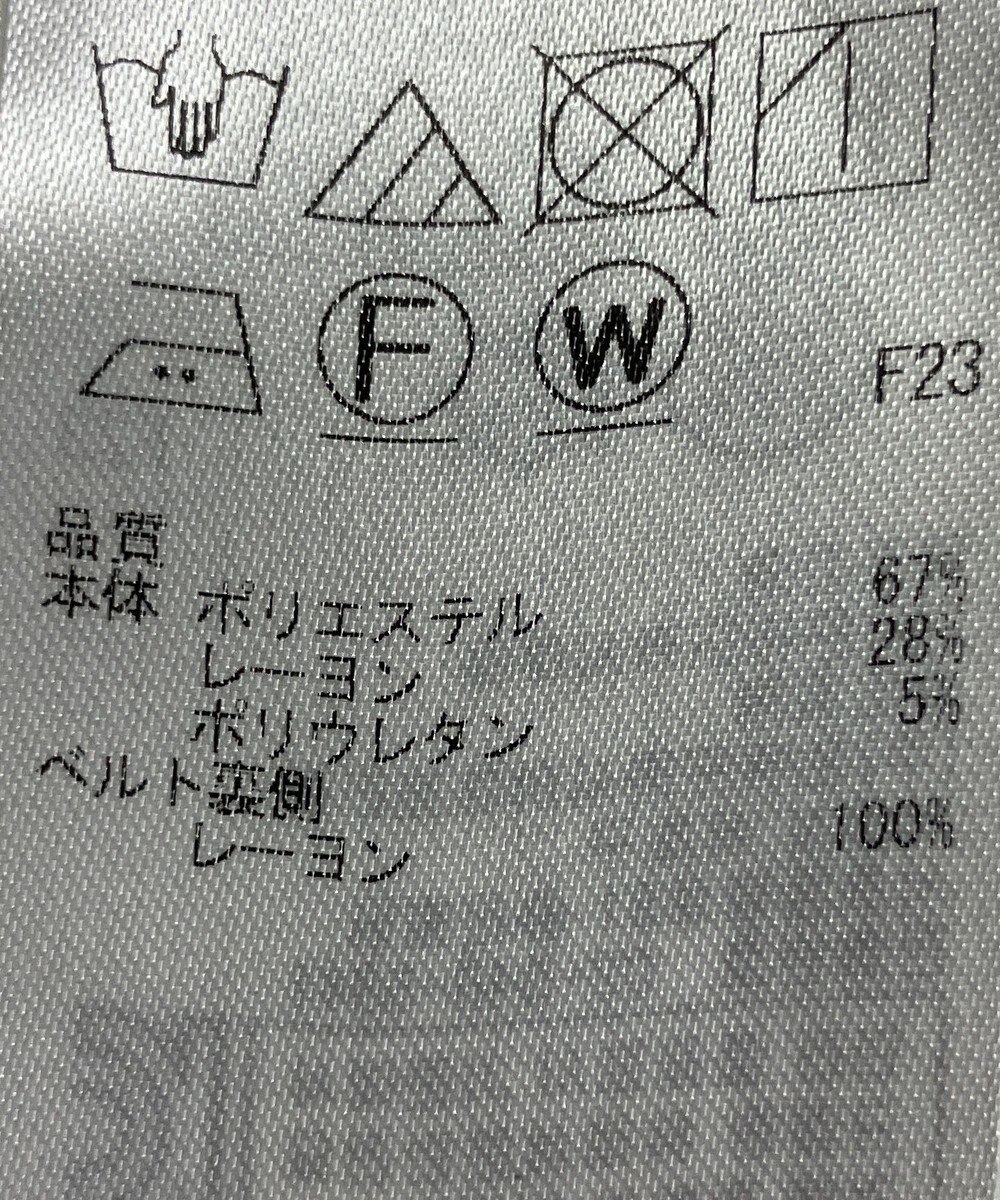 F W F23
品質
本体 ポリエステル 67%
レーヨン 28%
ポリウレタン 5%
ベルト裏側
レーヨン 100%